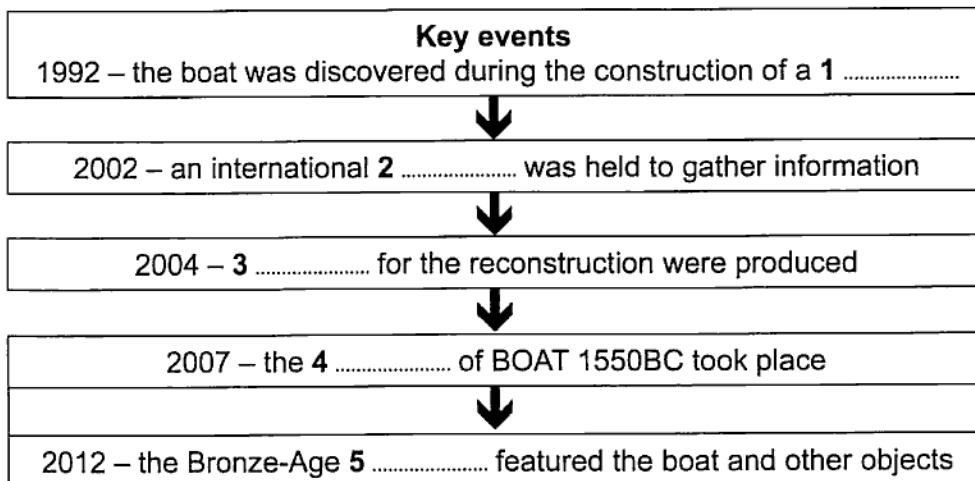 Key events
1992 – the boat was discovered during the construction of a 1 ......................
2002 – an international 2 ...................... was held to gather information
2004 – 3 ...................... for the reconstruction were produced
2007 – the 4 ...................... of BOAT 1550BC took place
2012 – the Bronze-Age 5 ...................... featured the boat and other objects